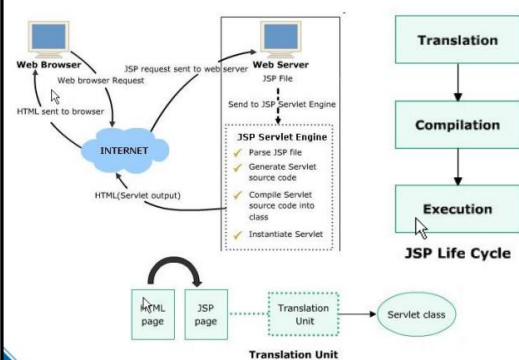 Web Browser
Web browser Request
HTML sent to browser
INTERNET
JSP request sent to web server
HTML(Servlet output)
Web Server
JSP File
Send to JSP Servlet Engine
JSP Servlet Engine
✓ Parse JSP file
✓ Generate Servlet
source code
✓ Compile Servlet
source code into
class
✓ Instantiate Servlet
Translation
Compilation
Execution
JSP Life Cycle
HTML
page
JSP
page
Translation
Unit
Servlet class
Translation Unit